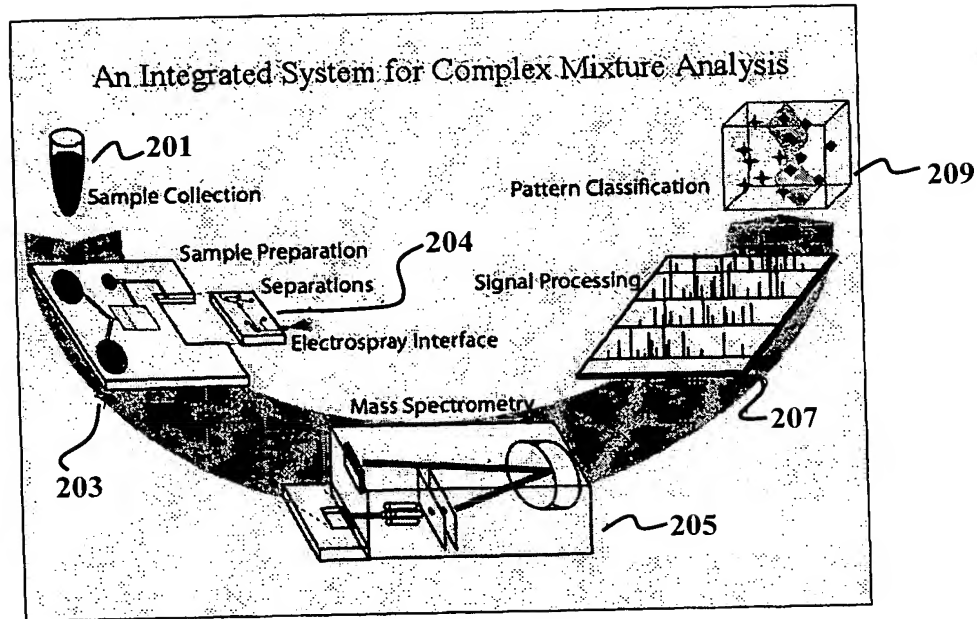 An Integrated System for Complex Mixture Analysis
201
Sample Collection
Pattern Classification
209
Sample Preparation
204
Separations
Signal Processing
Electrospray Interface
Mass Spectrometry
207
203
205